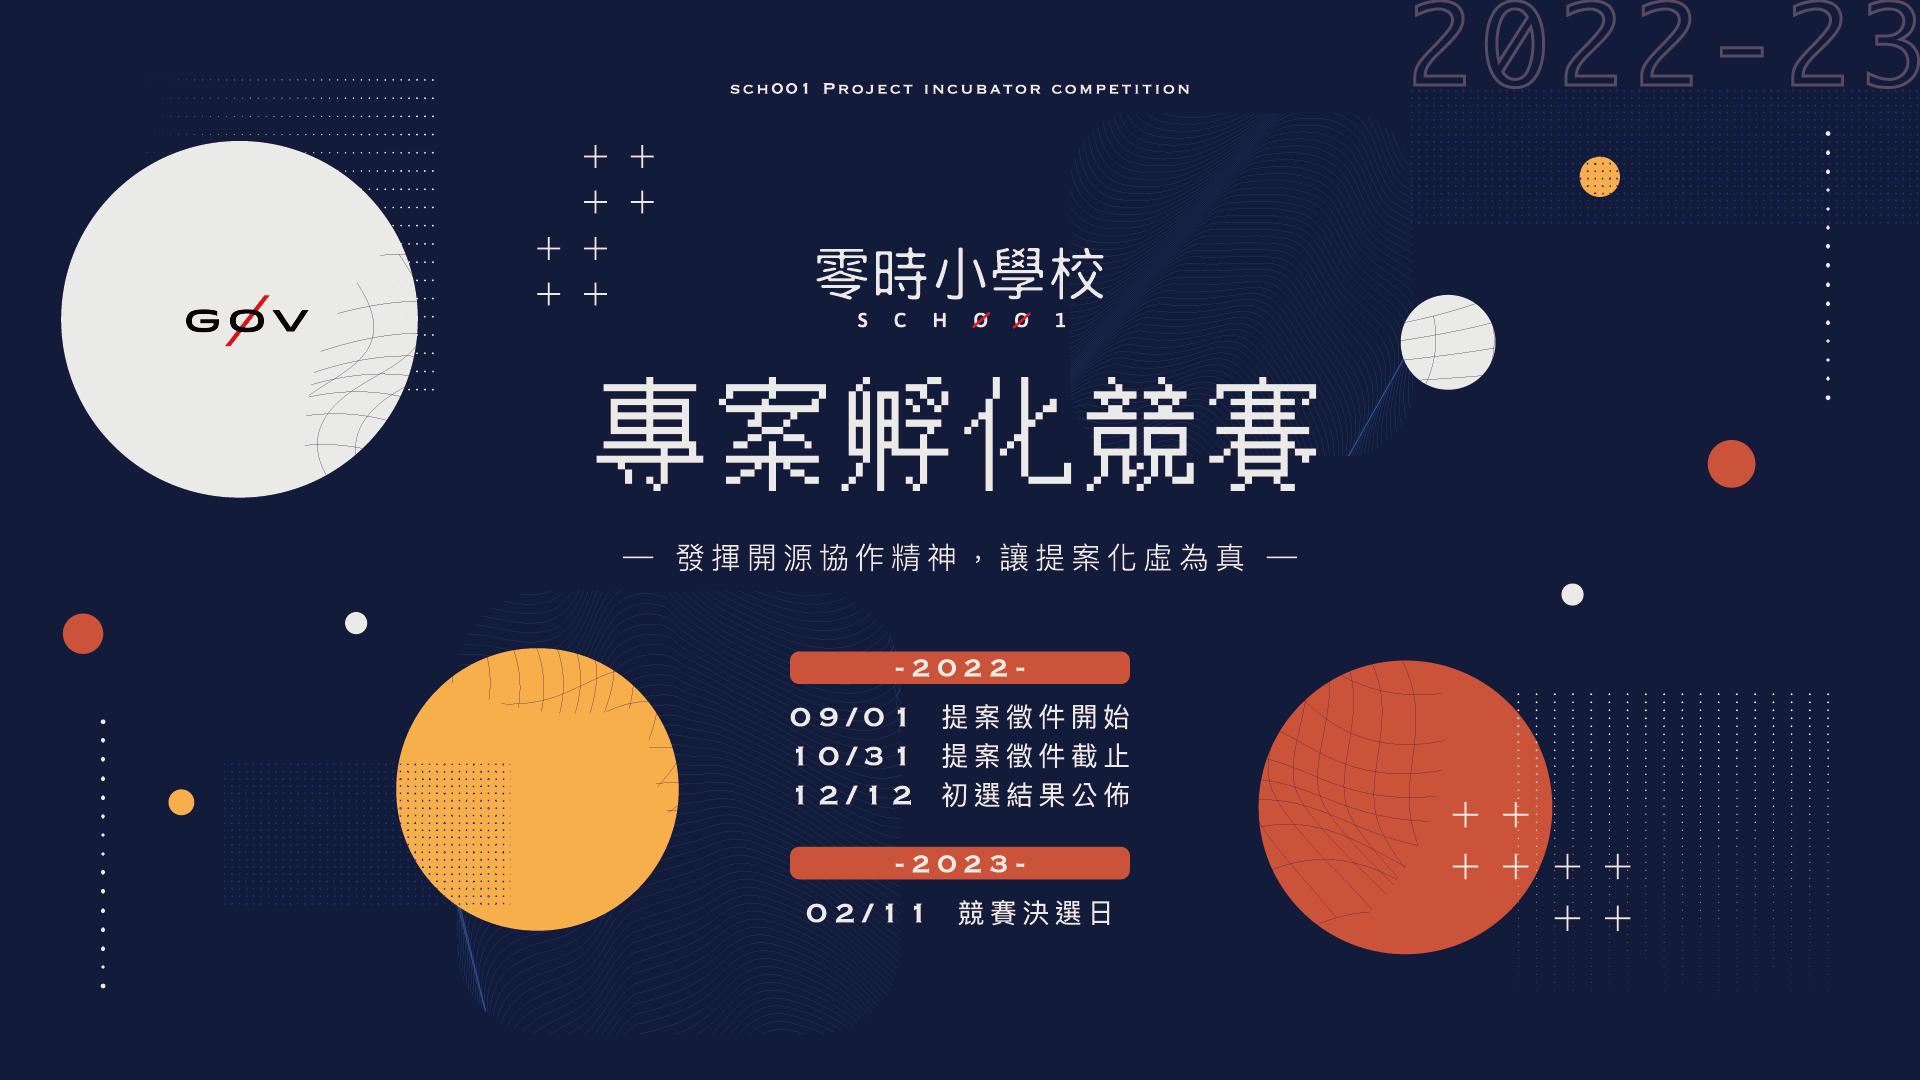 2022-23
SCH001 PROJECT INCUBATOR COMPETITION
GØV
零時小學校
SCHØØ1
專案孵化競賽
— 發揮開源協作精神，讓提案化虛為真 —
-2022-
09/01 提案徵件開始
10/31 提案徵件截止
12/12 初選結果公佈
-2023-
02/11 競賽決選日